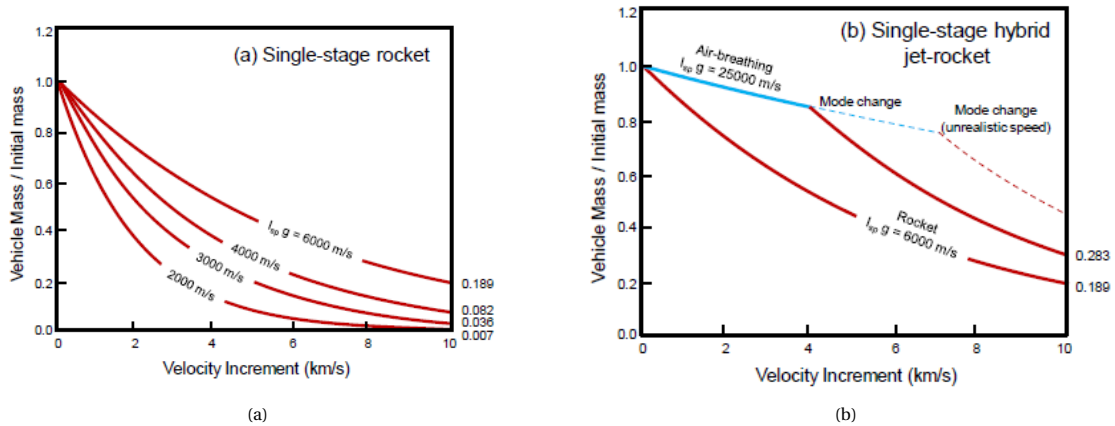 (a) Single-stage rocket
Vehicle Mass / Initial mass
1.2
1.0
0.8
0.6
0.4
0.2
0.0
I_sp g = 6000 m/s
4000 m/s
3000 m/s
2000 m/s
0.189
0.082
0.036
0.007
0 2 4 6 8 10
Velocity Increment (km/s)
(a)
(b) Single-stage hybrid
jet-rocket
Vehicle Mass / Initial mass
1.2
1.0
0.8
0.6
0.4
0.2
0.0
Air-breathing
I_sp g = 25000 m/s
Mode change
Mode change
(unrealistic speed)
Rocket
I_sp g = 6000 m/s
0.283
0.189
0 2 4 6 8 10
Velocity Increment (km/s)
(b)